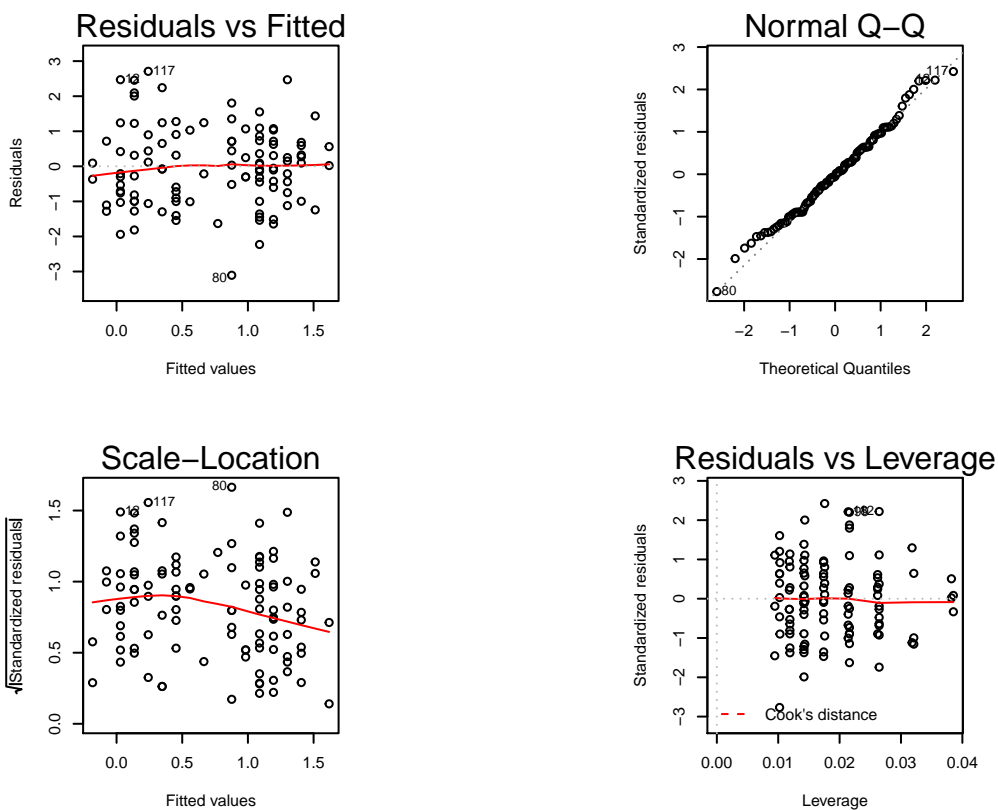 Residuals vs Fitted
Residuals
3
2
1
0
−1
−2
−3
117
80
0.0 0.5 1.0 1.5
Fitted values
Normal Q−Q
Standardized residuals
3
2
1
0
−1
−2
117
80
−2 −1 0 1 2
Theoretical Quantiles
Scale−Location
√|Standardized residuals|
1.5
1.0
0.5
0.0
117
80
0.0 0.5 1.0 1.5
Fitted values
Residuals vs Leverage
Standardized residuals
3
2
1
0
−1
−2
−3
Cook's distance
0.00 0.01 0.02 0.03 0.04
Leverage